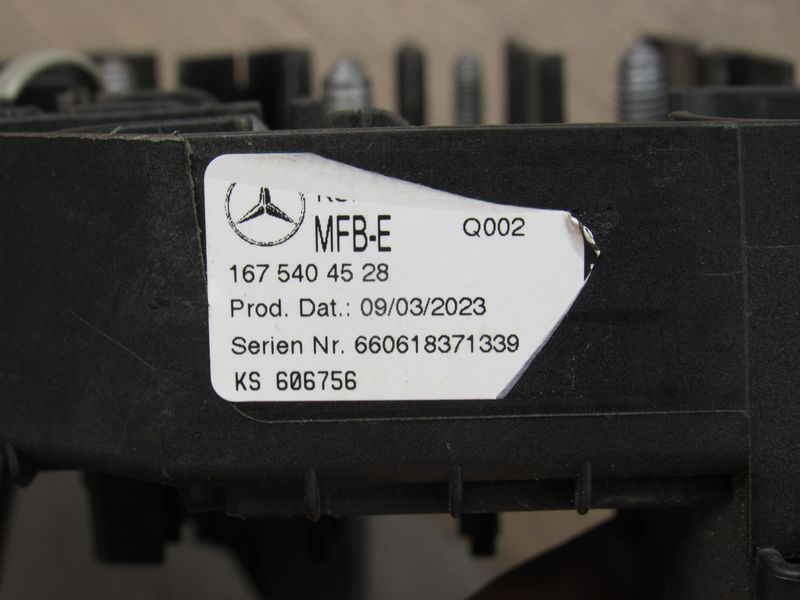 MFB-E Q002
167 540 45 28
Prod. Dat.: 09/03/2023
Serien Nr. 660618371339
KS 606756